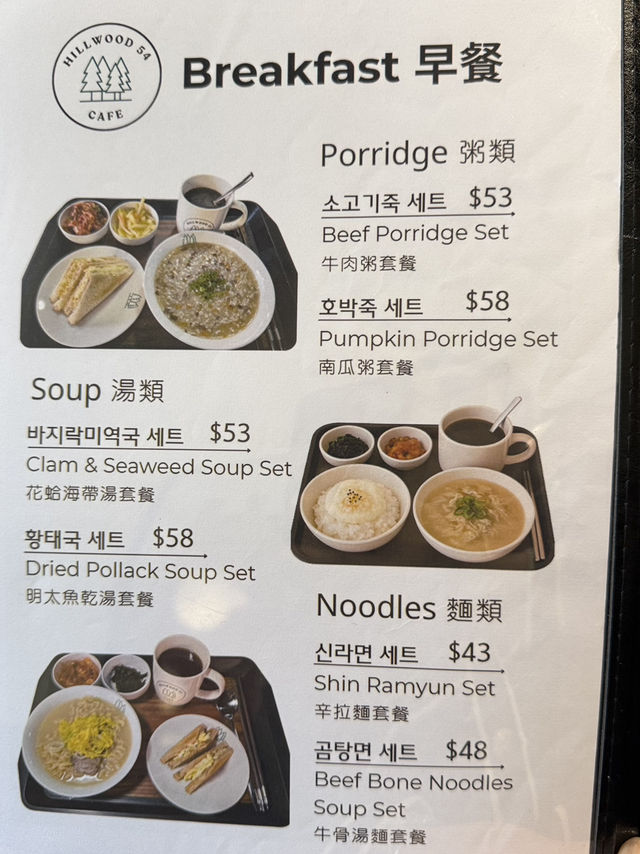 HILLWOOD 54
CAFE
Breakfast 早餐
Porridge 粥類
소고기죽 세트 $53
Beef Porridge Set
牛肉粥套餐
호박죽 세트 $58
Pumpkin Porridge Set
南瓜粥套餐
Soup 湯類
바지락미역국 세트 $53
Clam & Seaweed Soup Set
花蛤海帶湯套餐
황태국 세트 $58
Dried Pollack Soup Set
明太魚乾湯套餐
Noodles 麵類
신라면 세트 $43
Shin Ramyun Set
辛拉麵套餐
곰탕면 세트 $48
Beef Bone Noodles
Soup Set
牛骨湯麵套餐